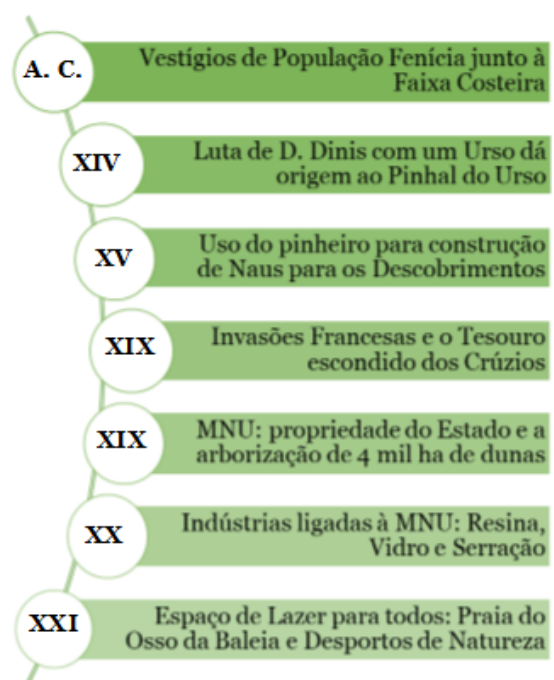 A. C.
Vestígios de População Fenícia junto à
Faixa Costeira
XIV
Luta de D. Dinis com um Urso dá
origem ao Pinhal do Urso
XV
Uso do pinheiro para construção
de Naus para os Descobrimentos
XIX
Invasões Francesas e o Tesouro
escondido dos Crúzios
XIX
MNU: propriedade do Estado e a
arborização de 4 mil ha de dunas
XX
Indústrias ligadas à MNU: Resina,
Vidro e Serração
XXI
Espaço de Lazer para todos: Praia do
Osso da Baleia e Desportos de Natureza